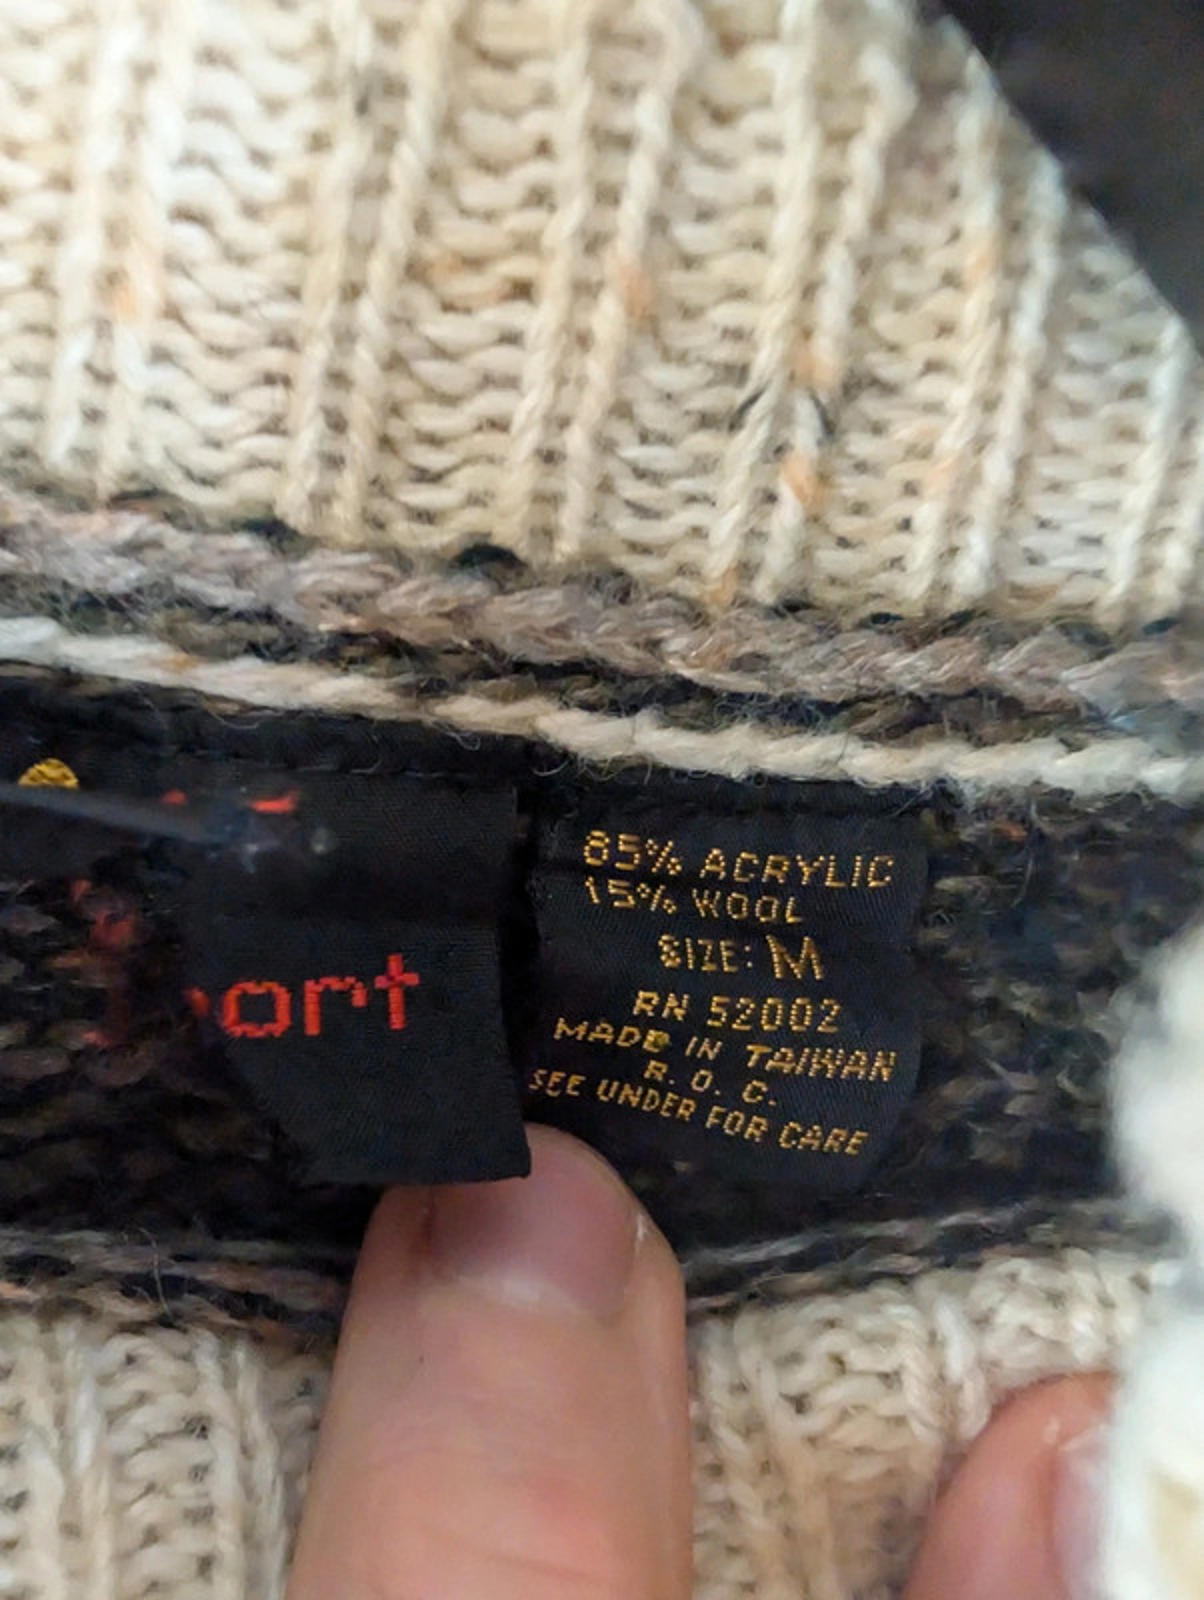 ort
85% ACRYLIC
15% WOOL
SIZE: M
RN 52002
MADE IN TAIWAN
R. O. C.
SEE UNDER FOR CARE